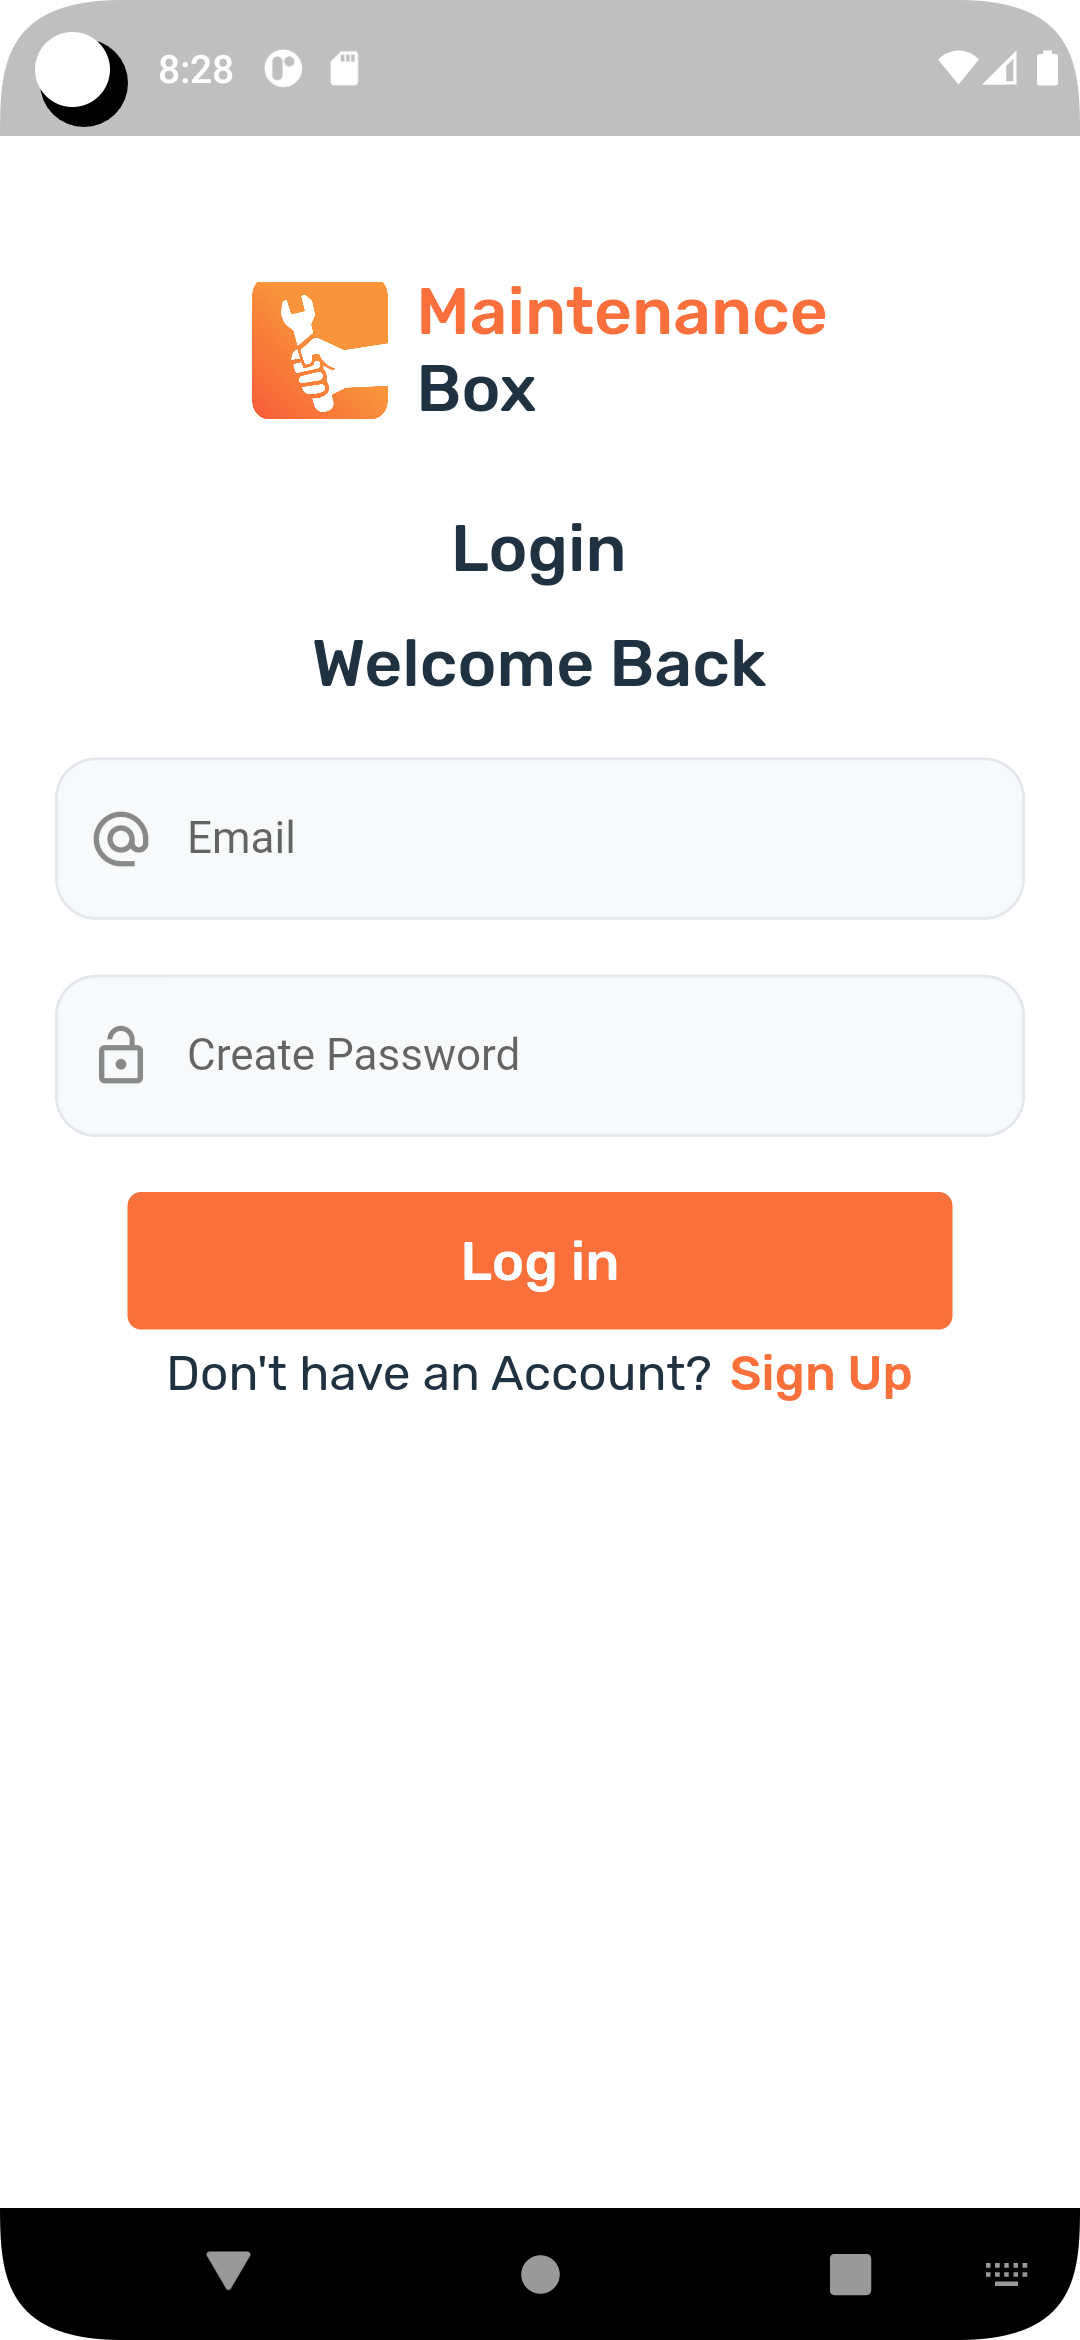 8:28
Maintenance
Box
Login
Welcome Back
Email
Create Password
Log in
Don't have an Account? Sign Up